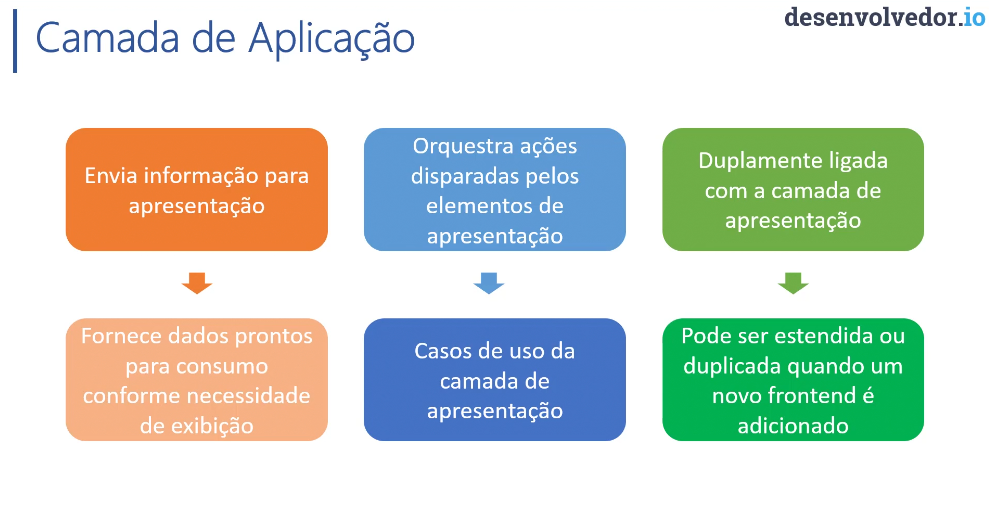 Camada de Aplicação
desenvolvedor.io
Envia informação para
apresentação
Orquestra ações
disparadas pelos
elementos de
apresentação
Duplamente ligada
com a camada de
apresentação
Fornece dados prontos
para consumo
conforme necessidade
de exibição
Casos de uso da
camada de
apresentação
Pode ser estendida ou
duplicada quando um
novo frontend é
adicionado